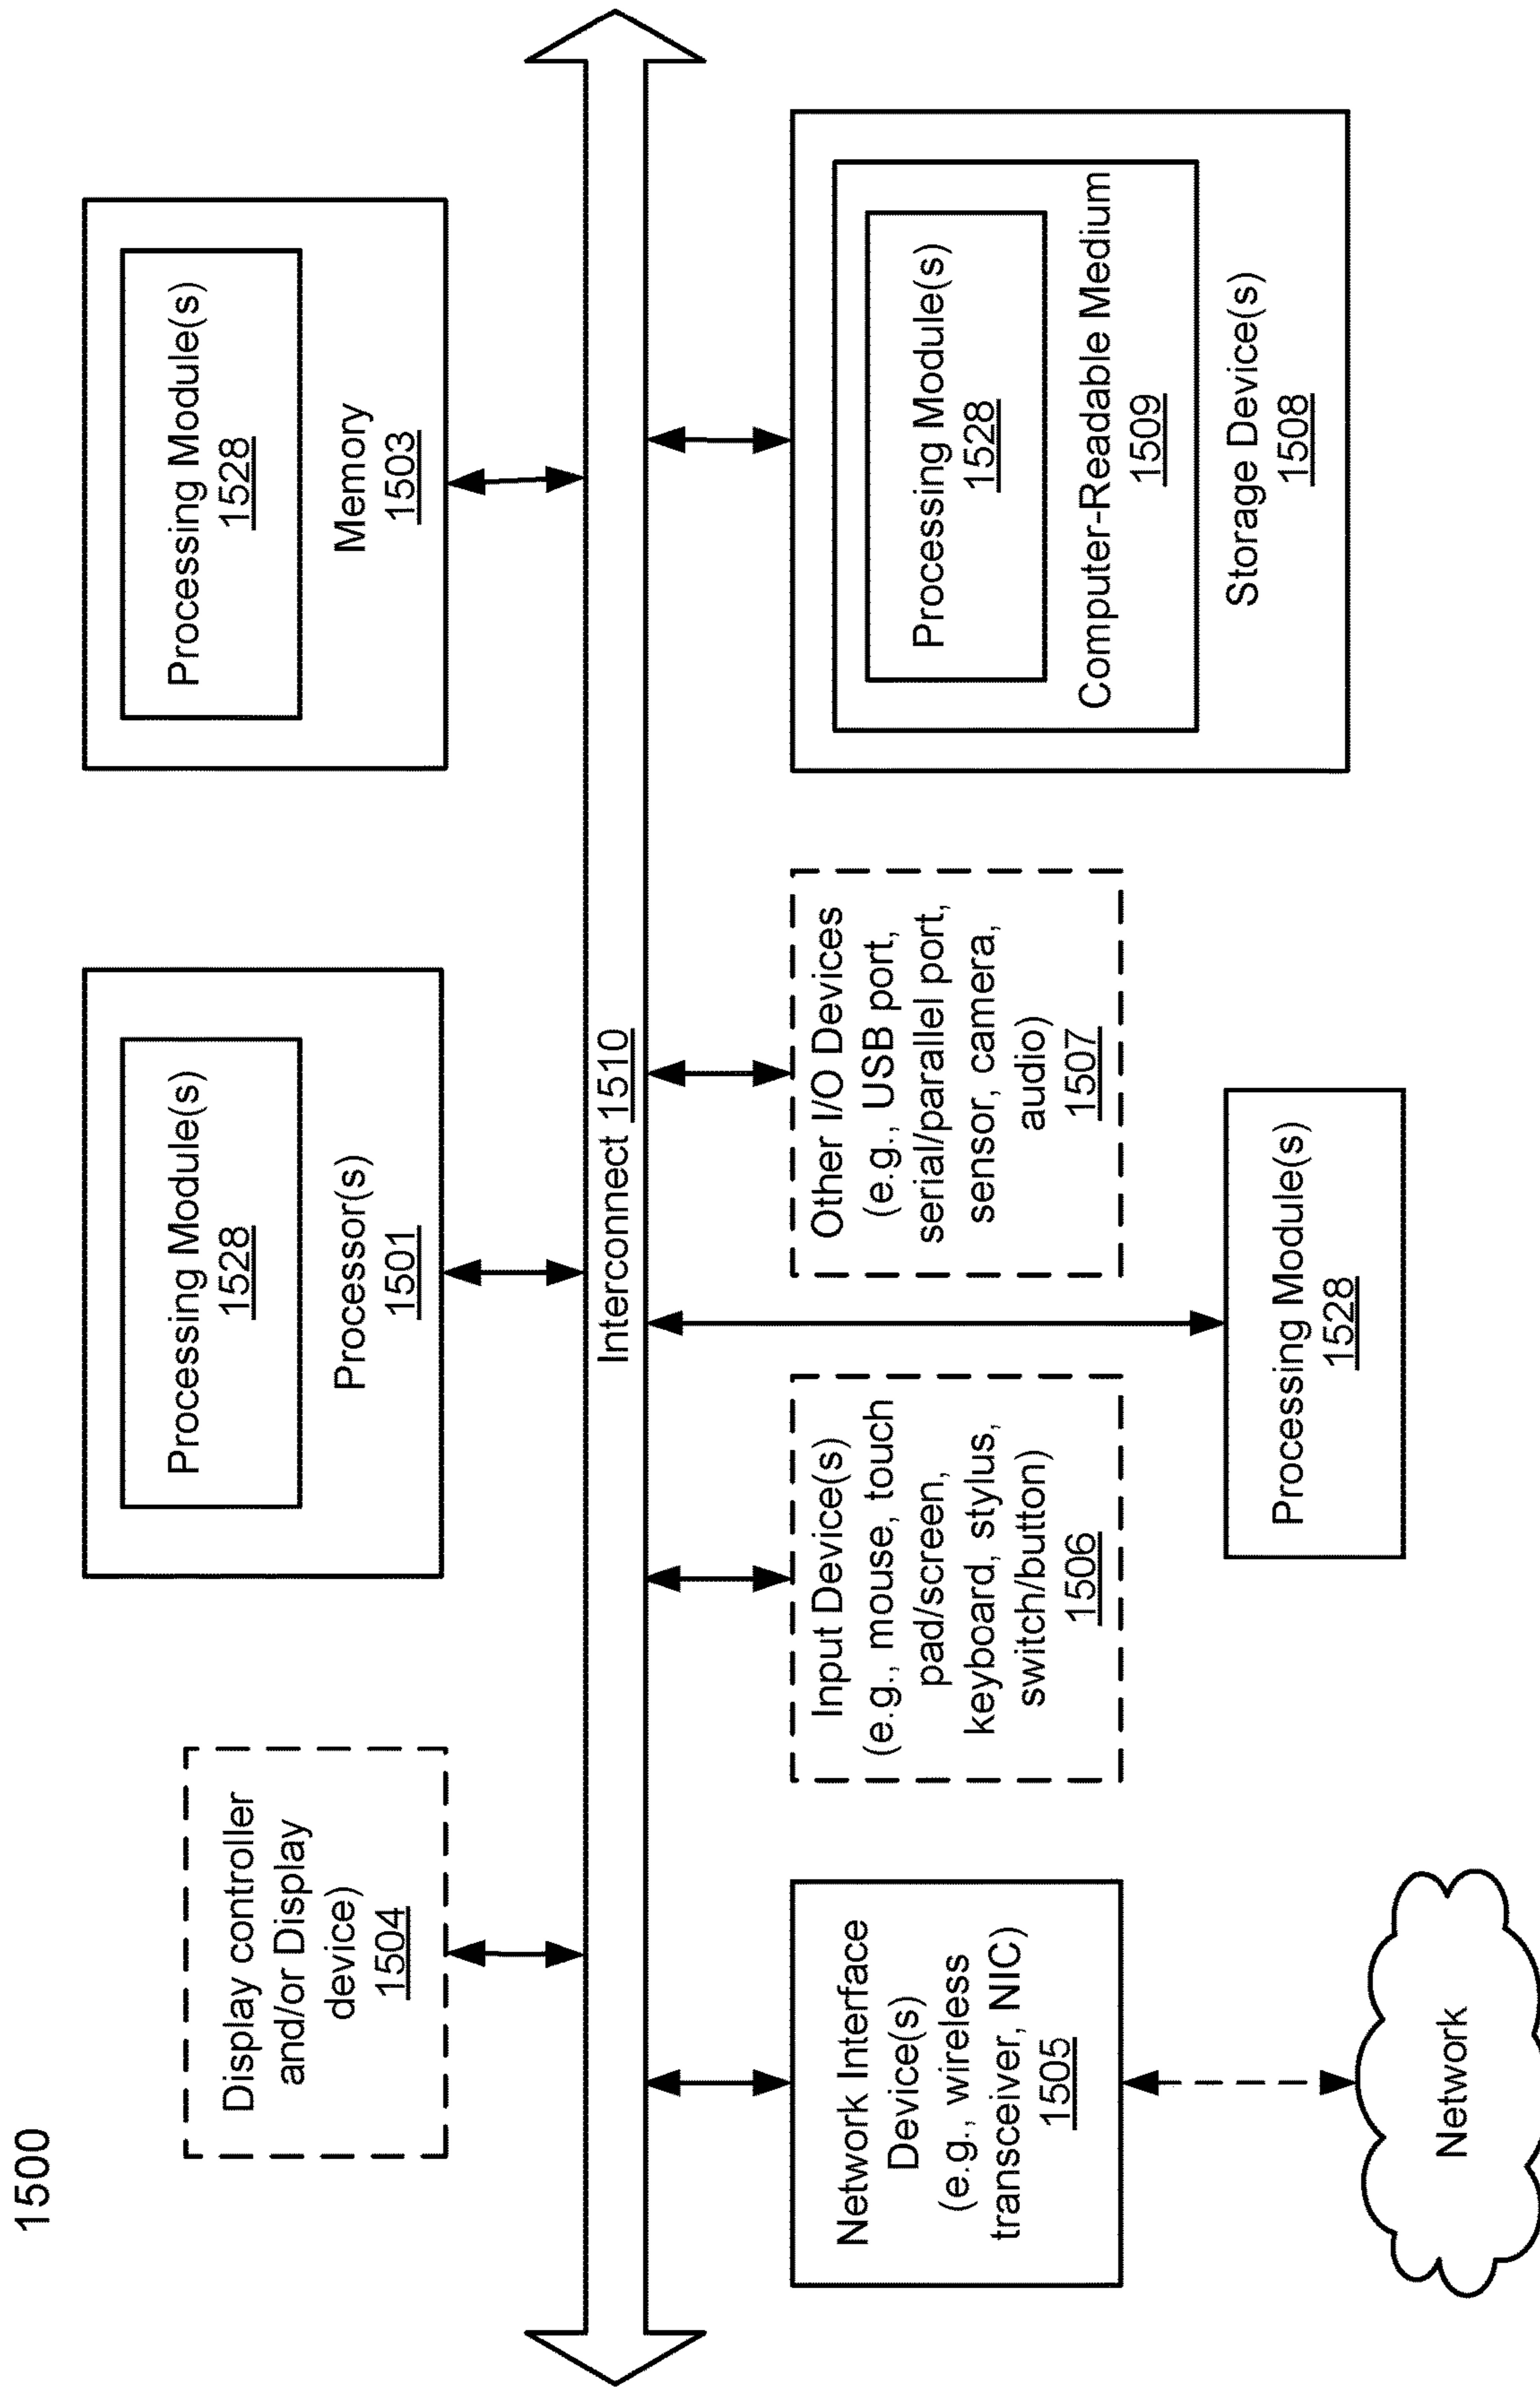 1500
Display controller
and/or Display
device)
1504
Processing Module(s)
1528
Processor(s)
1501
Processing Module(s)
1528
Memory
1503
Interconnect 1510
Network Interface
Device(s)
(e.g., wireless
transceiver, NIC)
1505
Input Device(s)
(e.g., mouse, touch
pad/screen,
keyboard, stylus,
switch/button)
1506
Other I/O Devices
(e.g., USB port,
serial/parallel port,
sensor, camera,
audio)
1507
Processing Module(s)
1528
Computer-Readable Medium
1509
Storage Device(s)
1508
Processing Module(s)
1528
Network